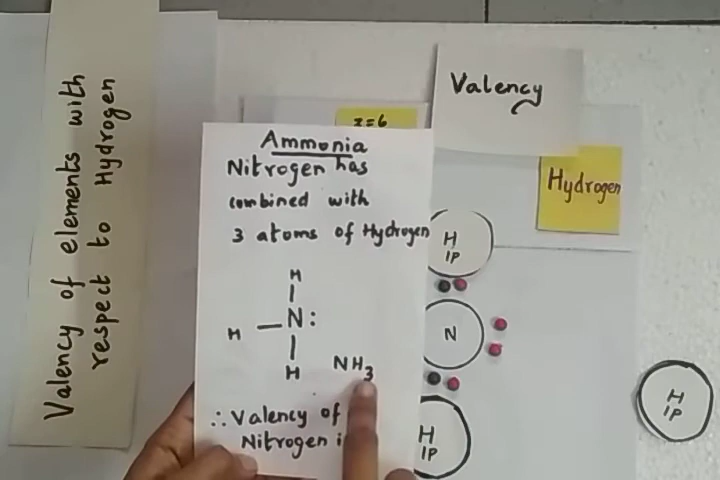 Valency of elements with
respect to Hydrogen
Valency
z=6
Hydrogen
Ammonia
Nitrogen has
combined with
3 atoms of Hydrogen
H
H N:
H
NH3
∴ Valency of
Nitrogen
H
1P
N
H
1P
H
1P